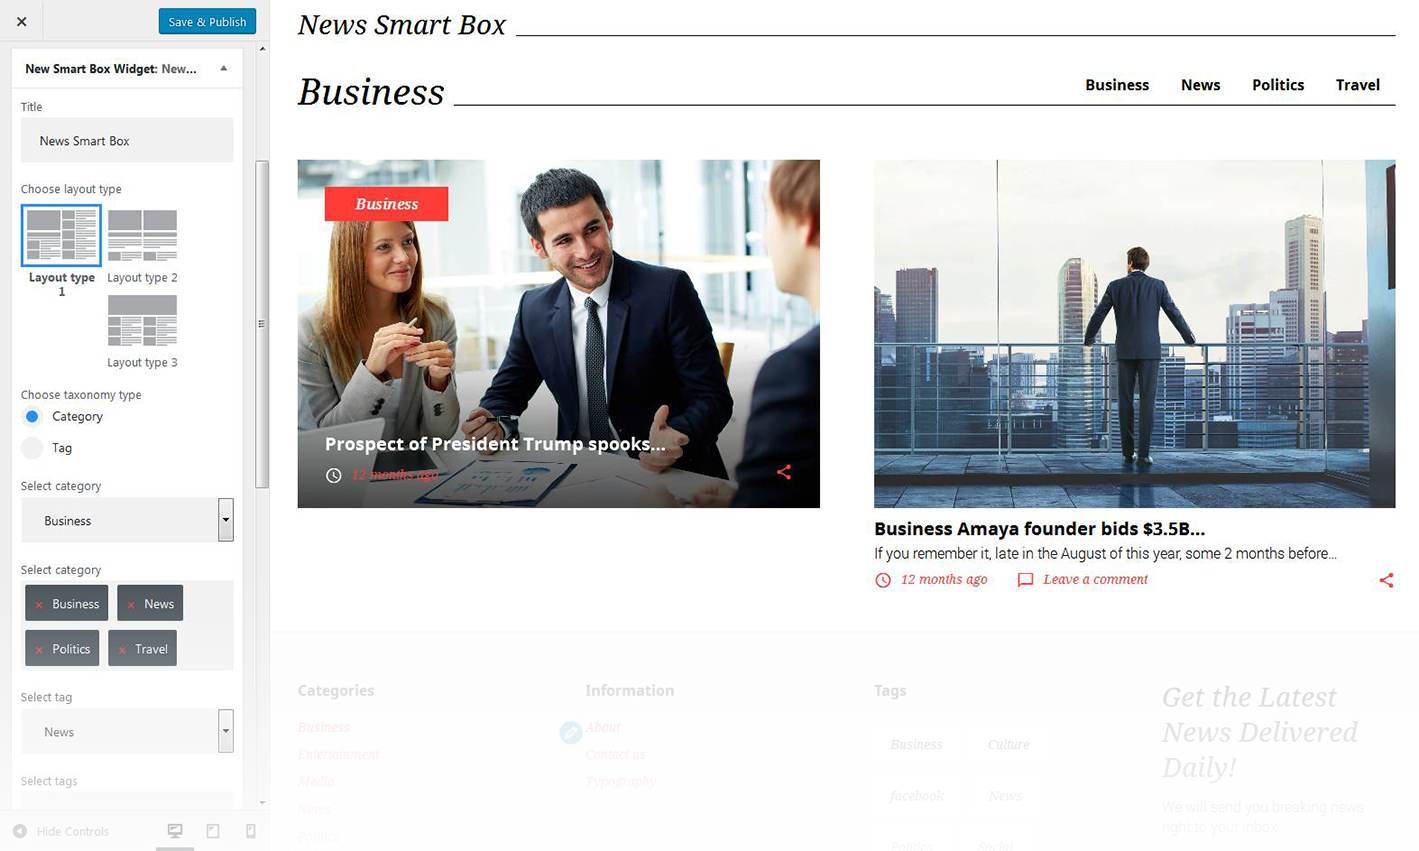 Save & Publish
New Smart Box Widget: New...
Title
News Smart Box
Choose layout type
Layout type
1
Layout type 2
Layout type 3
Choose taxonomy type
Category
Tag
Select category
Business
Select category
× Business × News
× Politics × Travel
Select tag
News
Select tags
Hide Controls
News Smart Box
Business
Business News Politics Travel
Business
Prospect of President Trump spooks...
12 months ago
Business Amaya founder bids $3.5B...
If you remember it, late in the August of this year, some 2 months before...
12 months ago Leave a comment
Categories
Business
Entertainment
Media
News
Politics
Information
About
Contact us
Typography
Tags
Business Culture
facebook News
Politics Social
Get the Latest
News Delivered
Daily!
We will send you breaking news
right to your inbox